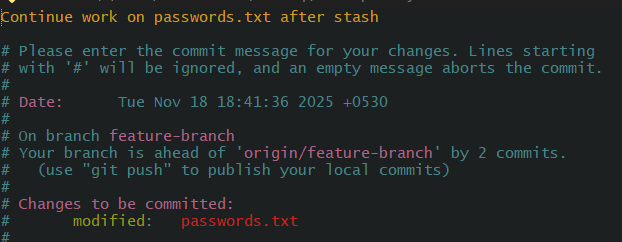 Continue work on passwords.txt after stash
# Please enter the commit message for your changes. Lines starting
# with '#' will be ignored, and an empty message aborts the commit.
#
# Date:      Tue Nov 18 18:41:36 2025 +0530
#
# On branch feature-branch
# Your branch is ahead of 'origin/feature-branch' by 2 commits.
#   (use "git push" to publish your local commits)
#
# Changes to be committed:
#       modified:   passwords.txt
#